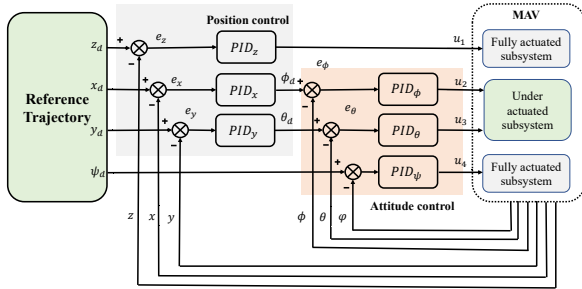 Position control
MAV
z_d
+
-
e_z
PID_z
u_1
Fully actuated
subsystem
Reference
Trajectory
x_d
+
-
e_x
PID_x
ϕ_d
+
-
e_ϕ
PID_ϕ
u_2
Under
actuated
subsystem
y_d
+
-
e_y
PID_y
θ_d
+
-
e_θ
PID_θ
u_3
ψ_d
+
-
PID_ψ
u_4
Fully actuated
subsystem
Attitude control
z x y ϕ θ φ